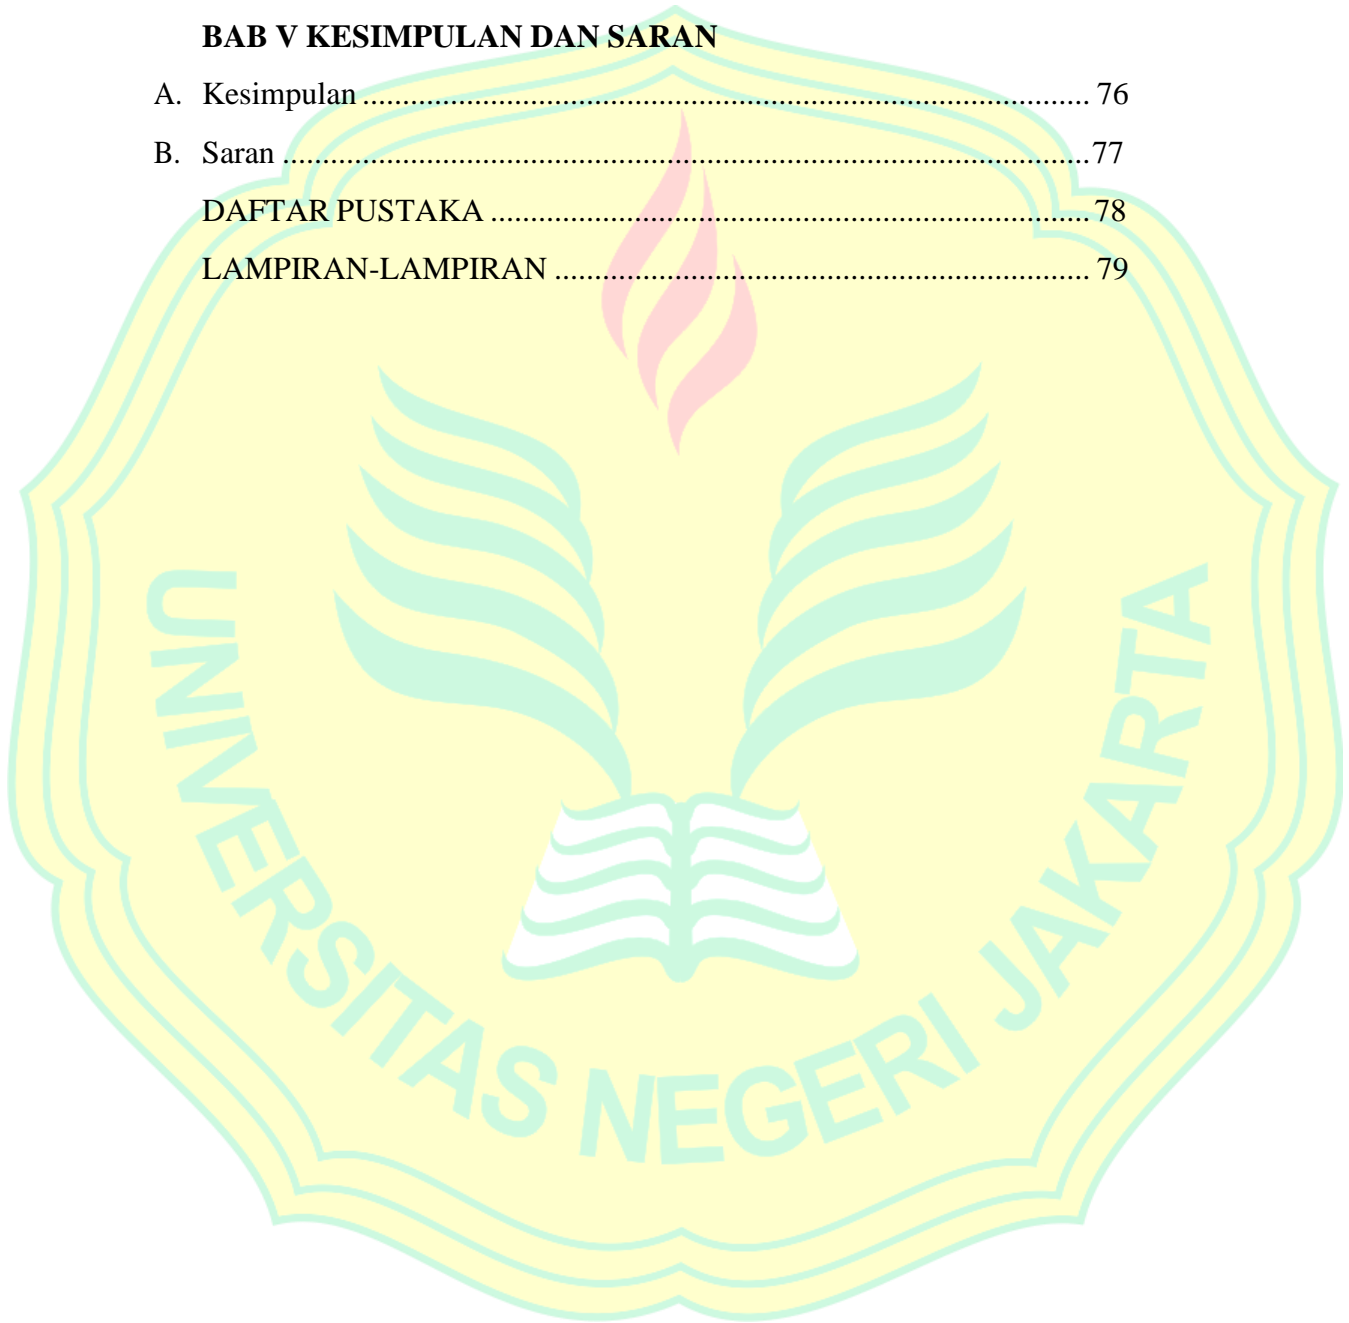 BAB V KESIMPULAN DAN SARAN
A. Kesimpulan ............................................................................................ 76
B. Saran ......................................................................................................77
DAFTAR PUSTAKA ............................................................................ 78
LAMPIRAN-LAMPIRAN .................................................................... 79
UNIVERSITAS NEGERI JAKARTA